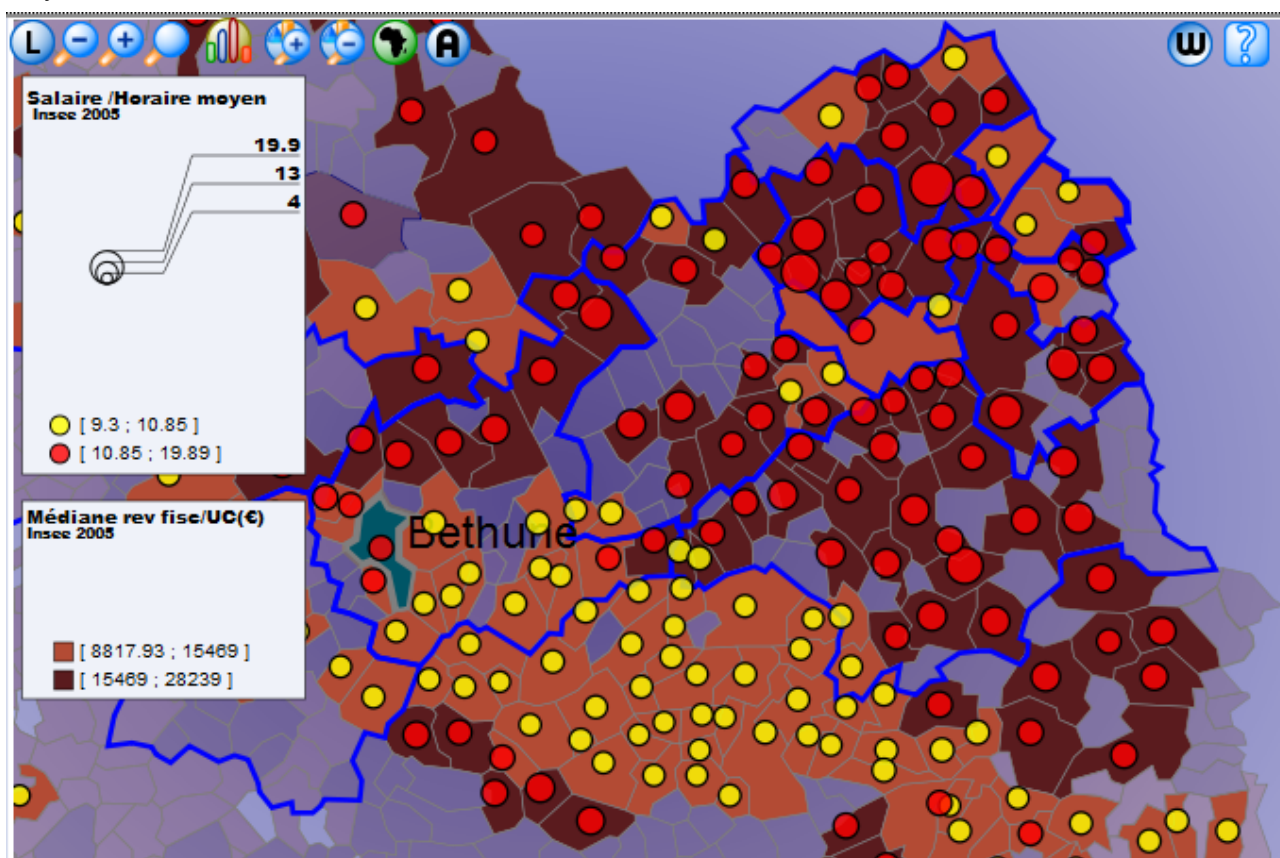 L
A
W
?
Salaire /Horaire moyen
Insee 2005
19.9
13
4
[ 9.3 ; 10.85 ]
[ 10.85 ; 19.89 ]
Médiane rev fisc/UC(€)
Insee 2005
[ 8817.93 ; 15469 ]
[ 15469 ; 28239 ]
Bethune